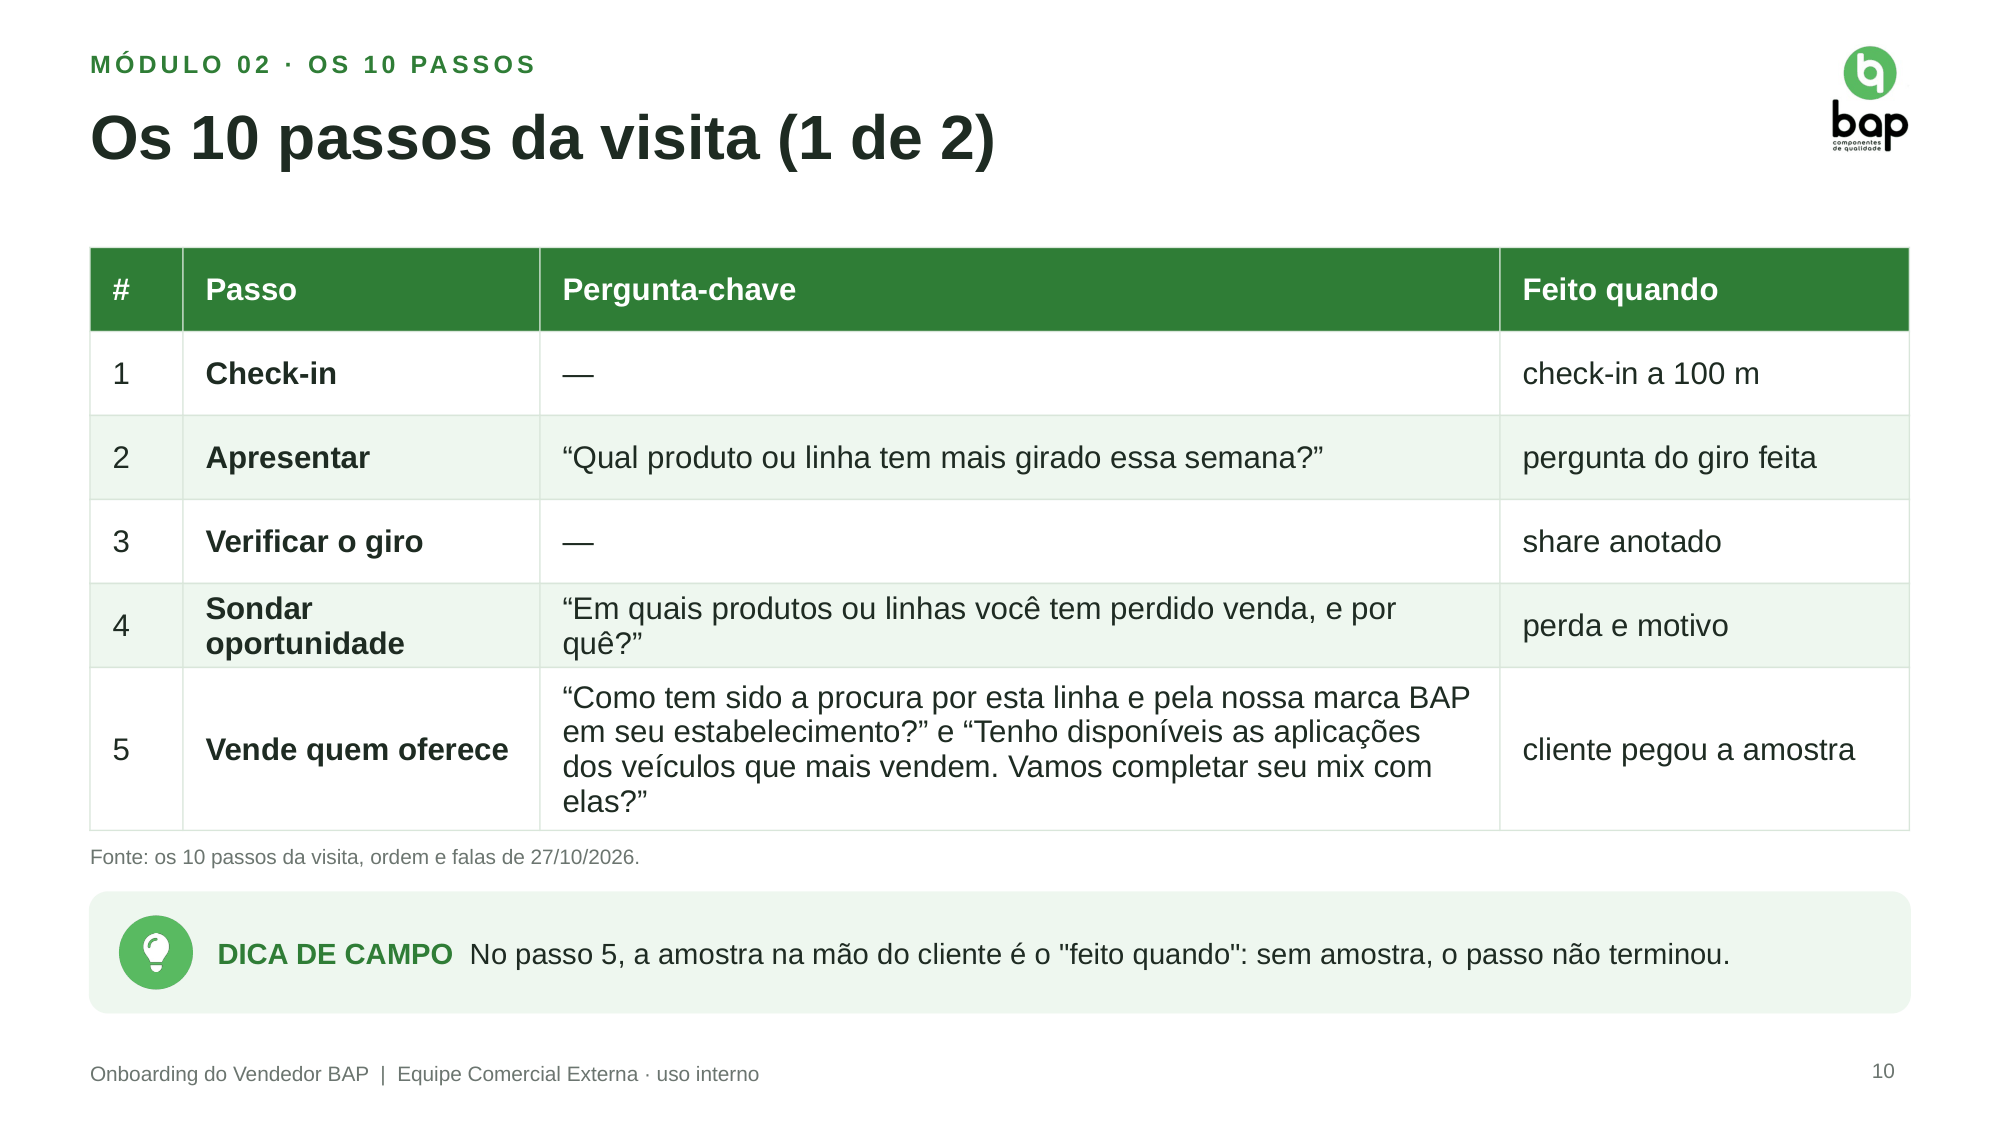 MÓDULO 02 · OS 10 PASSOS
Os 10 passos da visita (1 de 2)
bap
componentes
de qualidade
# Passo Pergunta-chave Feito quando
1 Check-in — check-in a 100 m
2 Apresentar “Qual produto ou linha tem mais girado essa semana?” pergunta do giro feita
3 Verificar o giro — share anotado
4 Sondar oportunidade “Em quais produtos ou linhas você tem perdido venda, e por quê?” perda e motivo
5 Vende quem oferece “Como tem sido a procura por esta linha e pela nossa marca BAP
em seu estabelecimento?” e “Tenho disponíveis as aplicações
dos veículos que mais vendem. Vamos completar seu mix com
elas?” cliente pegou a amostra
Fonte: os 10 passos da visita, ordem e falas de 27/10/2026.
DICA DE CAMPO No passo 5, a amostra na mão do cliente é o "feito quando": sem amostra, o passo não terminou.
Onboarding do Vendedor BAP | Equipe Comercial Externa · uso interno
10